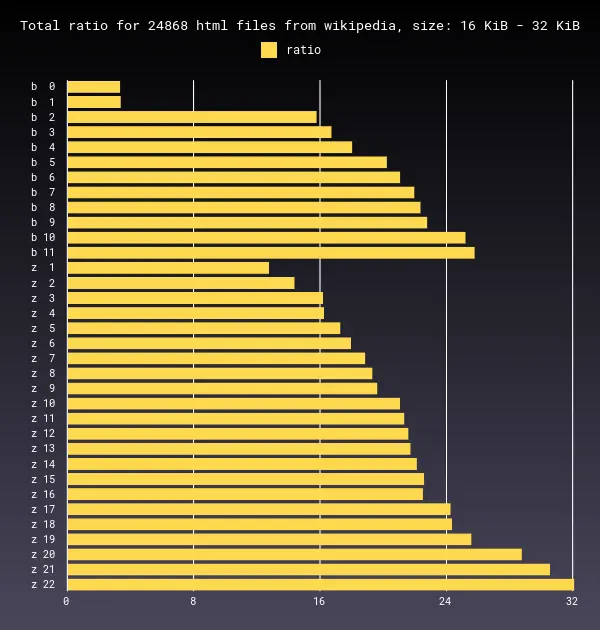 Total ratio for 24868 html files from wikipedia, size: 16 KiB - 32 KiB
ratio
b 0
b 1
b 2
b 3
b 4
b 5
b 6
b 7
b 8
b 9
b 10
b 11
z 1
z 2
z 3
z 4
z 5
z 6
z 7
z 8
z 9
z 10
z 11
z 12
z 13
z 14
z 15
z 16
z 17
z 18
z 19
z 20
z 21
z 22
0 8 16 24 32